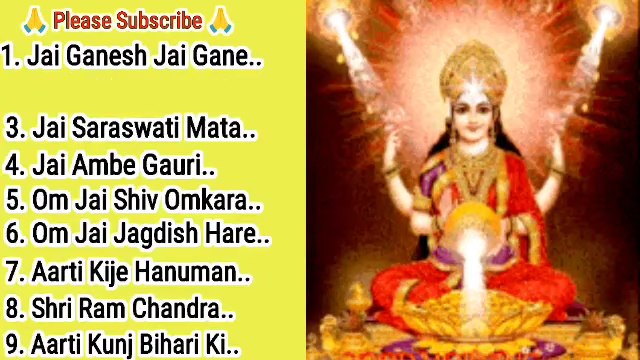 🙏 Please Subscribe 🙏
1. Jai Ganesh Jai Gane..
3. Jai Saraswati Mata..
4. Jai Ambe Gauri..
5. Om Jai Shiv Omkara..
6. Om Jai Jagdish Hare..
7. Aarti Kije Hanuman..
8. Shri Ram Chandra..
9. Aarti Kunj Bihari Ki..